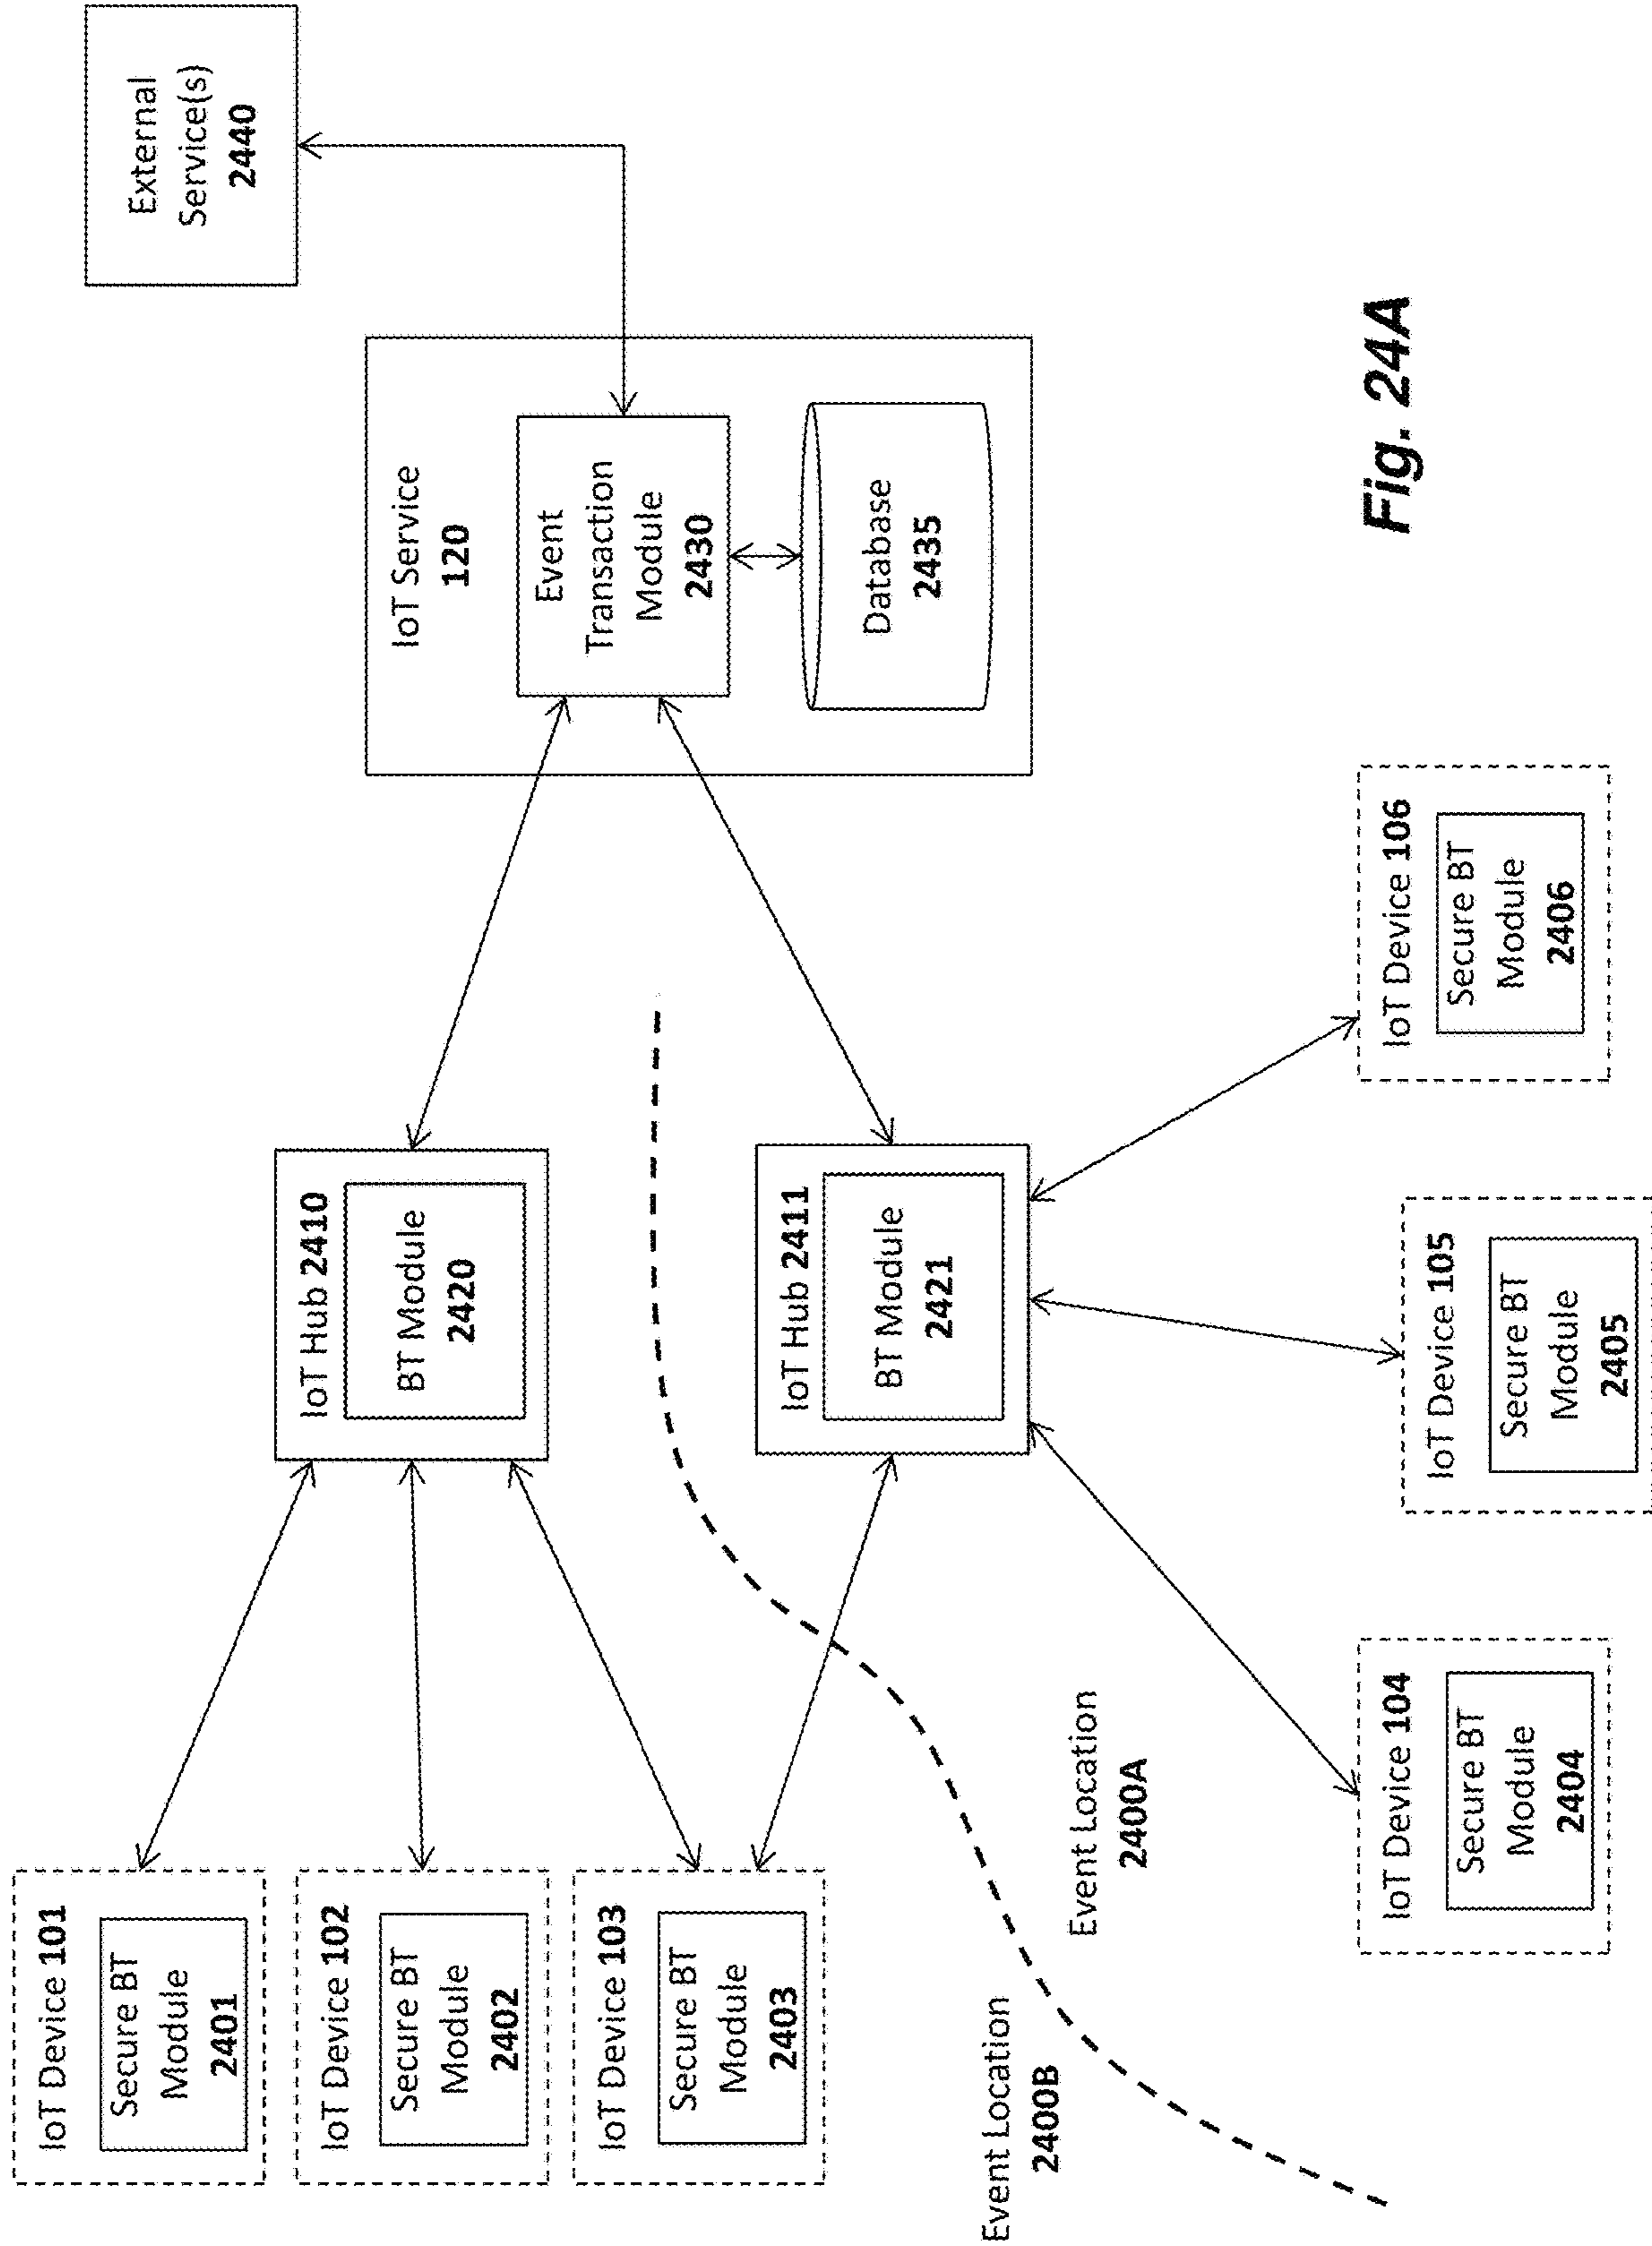 External
Service(s)
2440
IoT Service
120
Event
Transaction
Module
2430
Database
2435
IoT Hub 2410
BT Module
2420
IoT Hub 2411
BT Module
2421
IoT Device 101
Secure BT
Module
2401
IoT Device 102
Secure BT
Module
2402
IoT Device 103
Secure BT
Module
2403
Event Location
2400B
Event Location
2400A
IoT Device 104
Secure BT
Module
2404
IoT Device 105
Secure BT
Module
2405
IoT Device 106
Secure BT
Module
2406
Fig. 24A